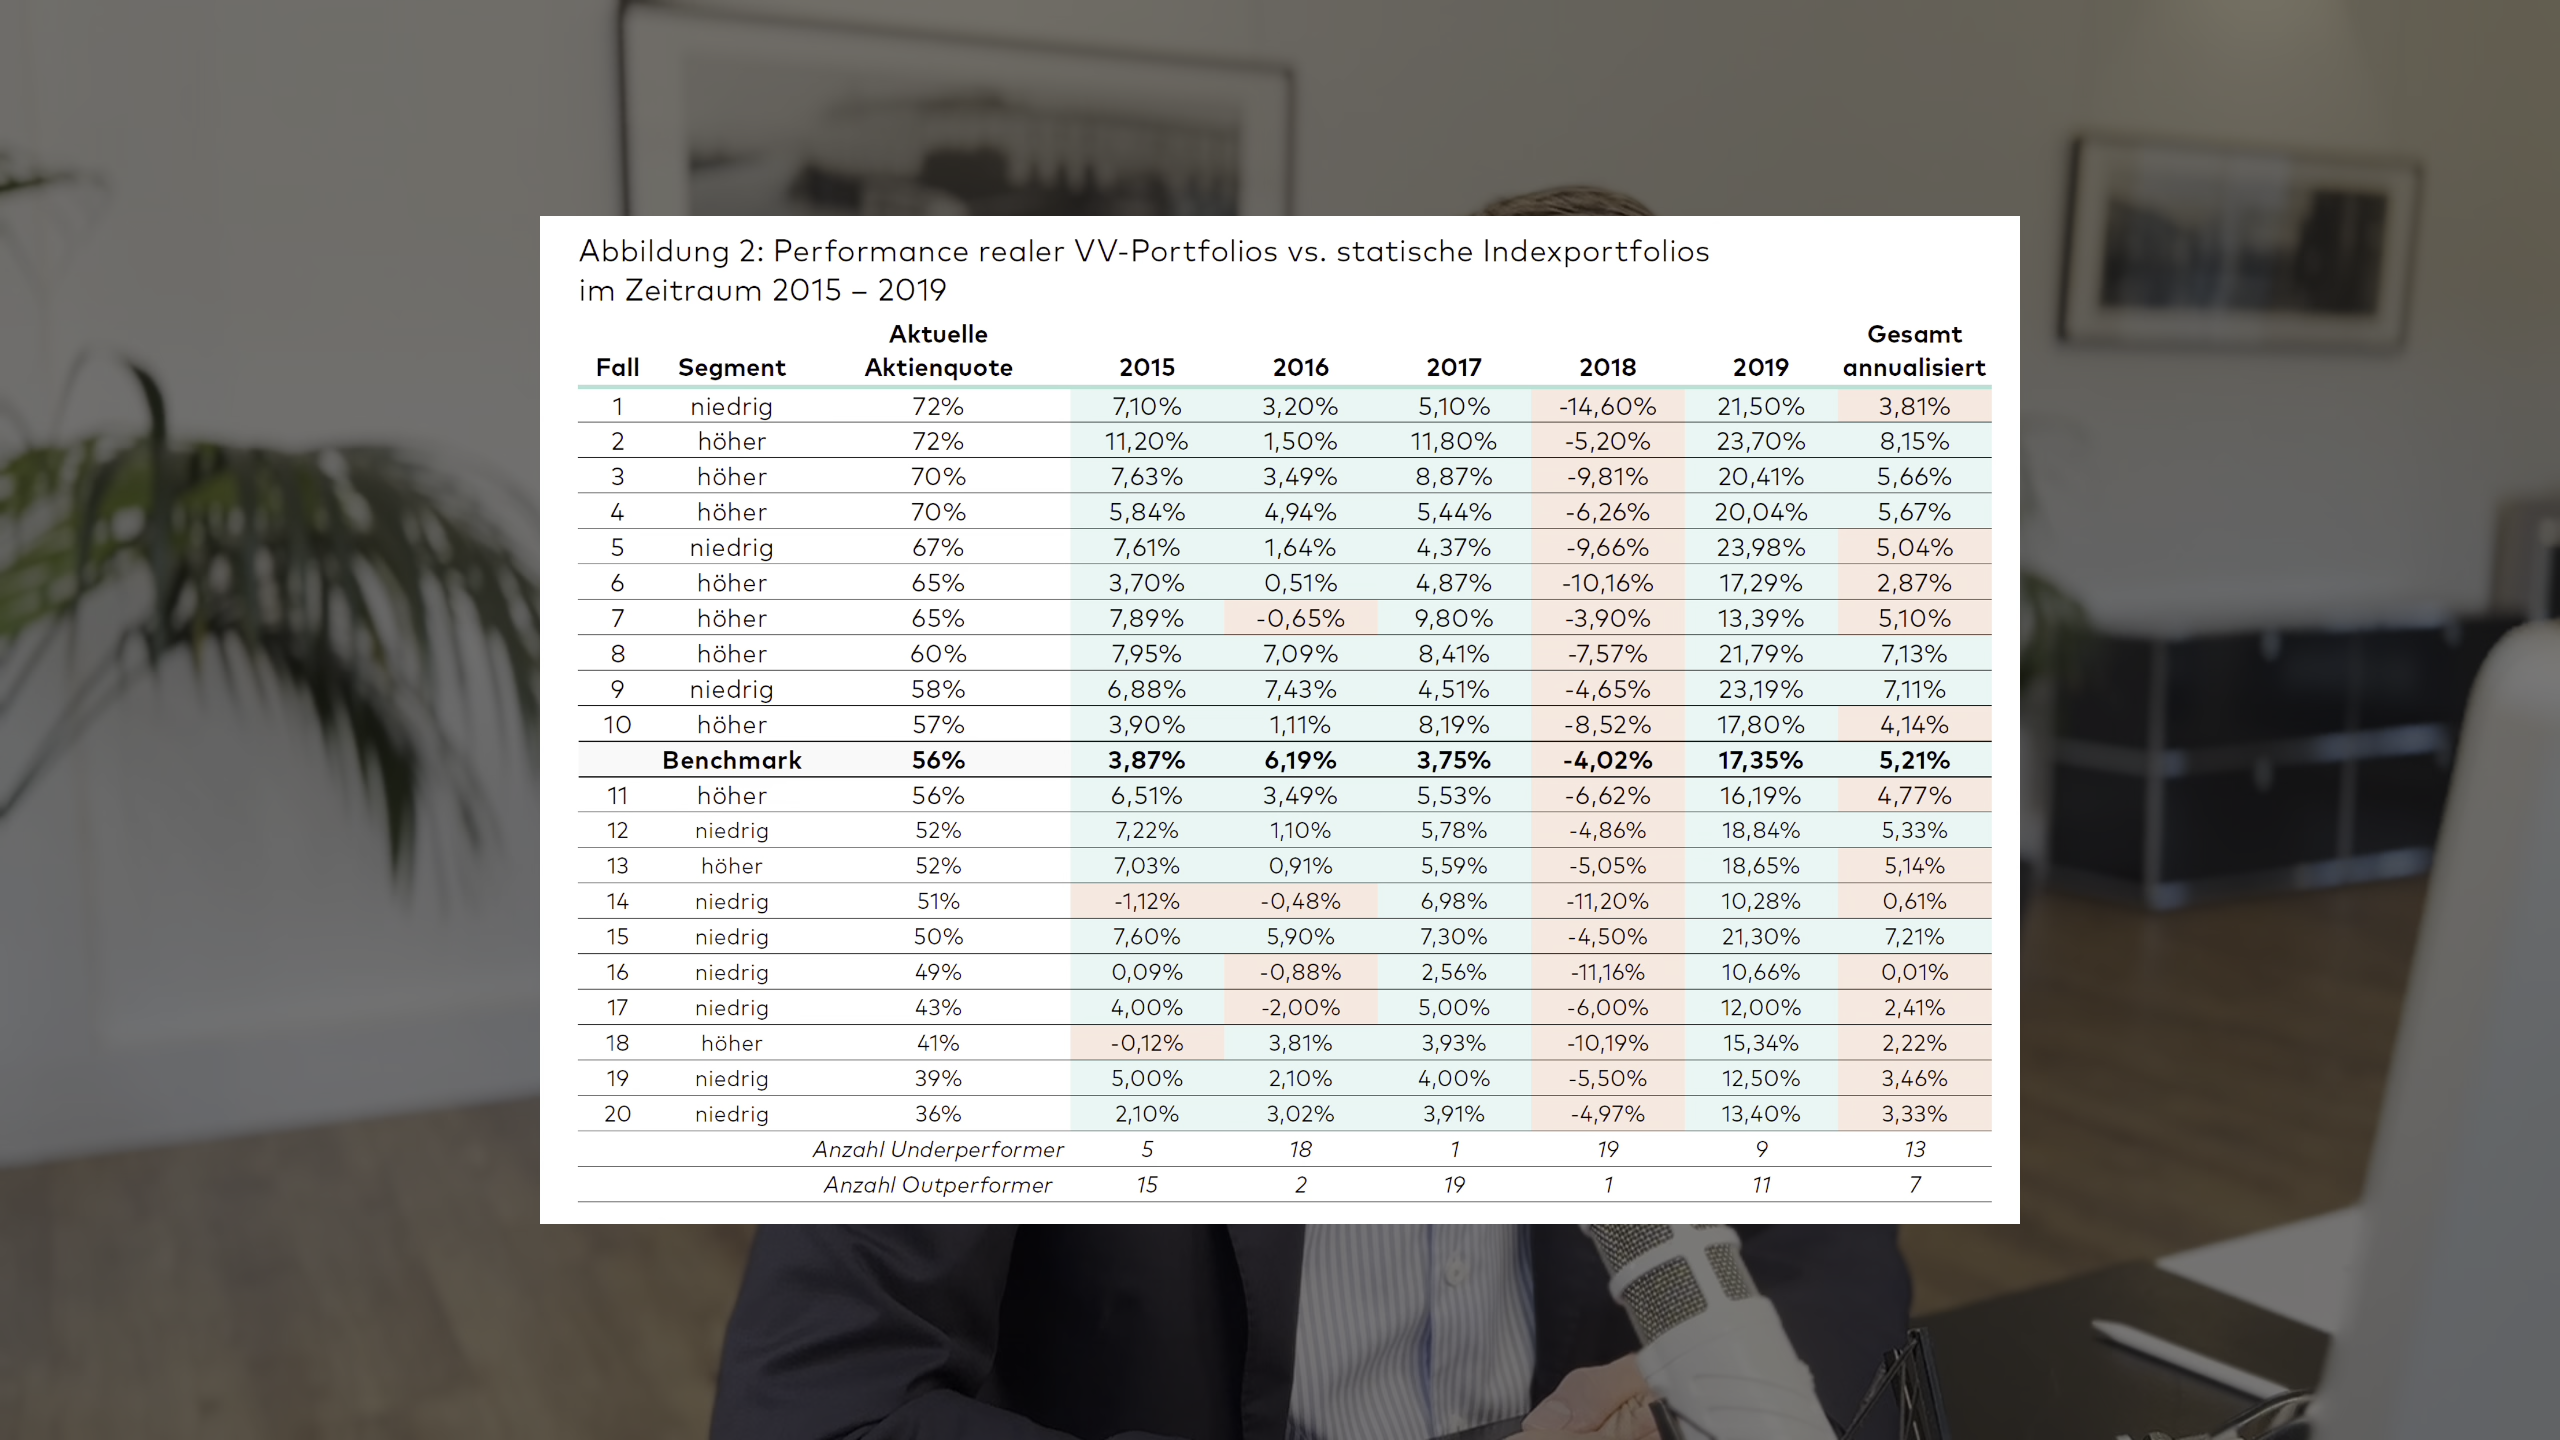 Abbildung 2: Performance realer VV-Portfolios vs. statische Indexportfolios
im Zeitraum 2015 – 2019
Aktuelle Gesamt
Fall Segment Aktienquote 2015 2016 2017 2018 2019 annualisiert
1 niedrig 72% 7,10% 3,20% 5,10% -14,60% 21,50% 3,81%
2 höher 72% 11,20% 1,50% 11,80% -5,20% 23,70% 8,15%
3 höher 70% 7,63% 3,49% 8,87% -9,81% 20,41% 5,66%
4 höher 70% 5,84% 4,94% 5,44% -6,26% 20,04% 5,67%
5 niedrig 67% 7,61% 1,64% 4,37% -9,66% 23,98% 5,04%
6 höher 65% 3,70% 0,51% 4,87% -10,16% 17,29% 2,87%
7 höher 65% 7,89% -0,65% 9,80% -3,90% 13,39% 5,10%
8 höher 60% 7,95% 7,09% 8,41% -7,57% 21,79% 7,13%
9 niedrig 58% 6,88% 7,43% 4,51% -4,65% 23,19% 7,11%
10 höher 57% 3,90% 1,11% 8,19% -8,52% 17,80% 4,14%
Benchmark 56% 3,87% 6,19% 3,75% -4,02% 17,35% 5,21%
11 höher 56% 6,51% 3,49% 5,53% -6,62% 16,19% 4,77%
12 niedrig 52% 7,22% 1,10% 5,78% -4,86% 18,84% 5,33%
13 höher 52% 7,03% 0,91% 5,59% -5,05% 18,65% 5,14%
14 niedrig 51% -1,12% -0,48% 6,98% -11,20% 10,28% 0,61%
15 niedrig 50% 7,60% 5,90% 7,30% -4,50% 21,30% 7,21%
16 niedrig 49% 0,09% -0,88% 2,56% -11,16% 10,66% 0,01%
17 niedrig 43% 4,00% -2,00% 5,00% -6,00% 12,00% 2,41%
18 höher 41% -0,12% 3,81% 3,93% -10,19% 15,34% 2,22%
19 niedrig 39% 5,00% 2,10% 4,00% -5,50% 12,50% 3,46%
20 niedrig 36% 2,10% 3,02% 3,91% -4,97% 13,40% 3,33%
Anzahl Underperformer 5 18 1 19 9 13
Anzahl Outperformer 15 2 19 1 11 7